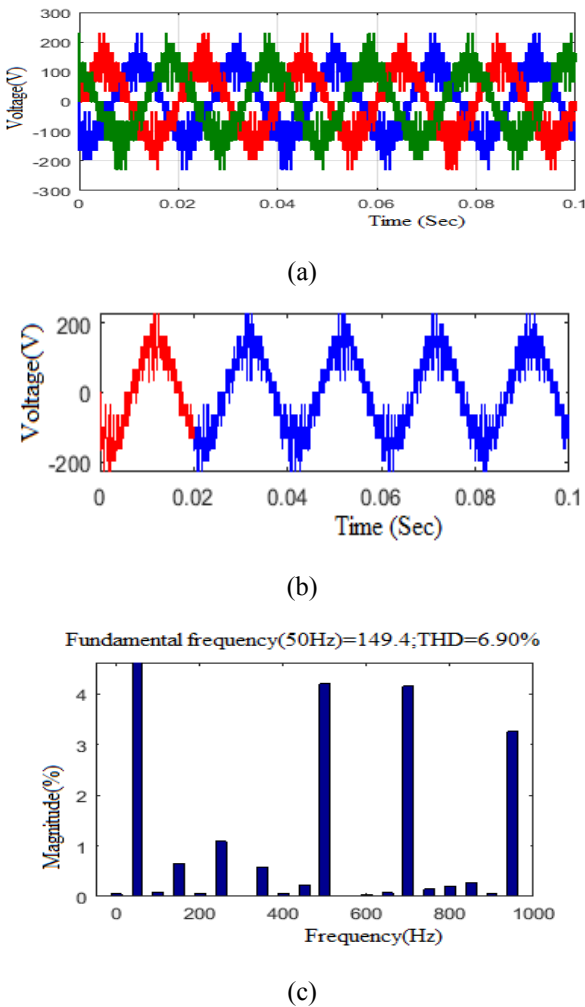 300
200
100
0
-100
-200
-300
Voltage(V)
0 0.02 0.04 0.06 0.08 0.1
Time (Sec)
(a)
200
0
-200
Voltage(V)
0 0.02 0.04 0.06 0.08 0.1
Time (Sec)
(b)
Fundamental frequency(50Hz)=149.4;THD=6.90%
4
3
2
1
0
Magnitude(%)
0 200 400 600 800 1000
Frequency(Hz)
(c)